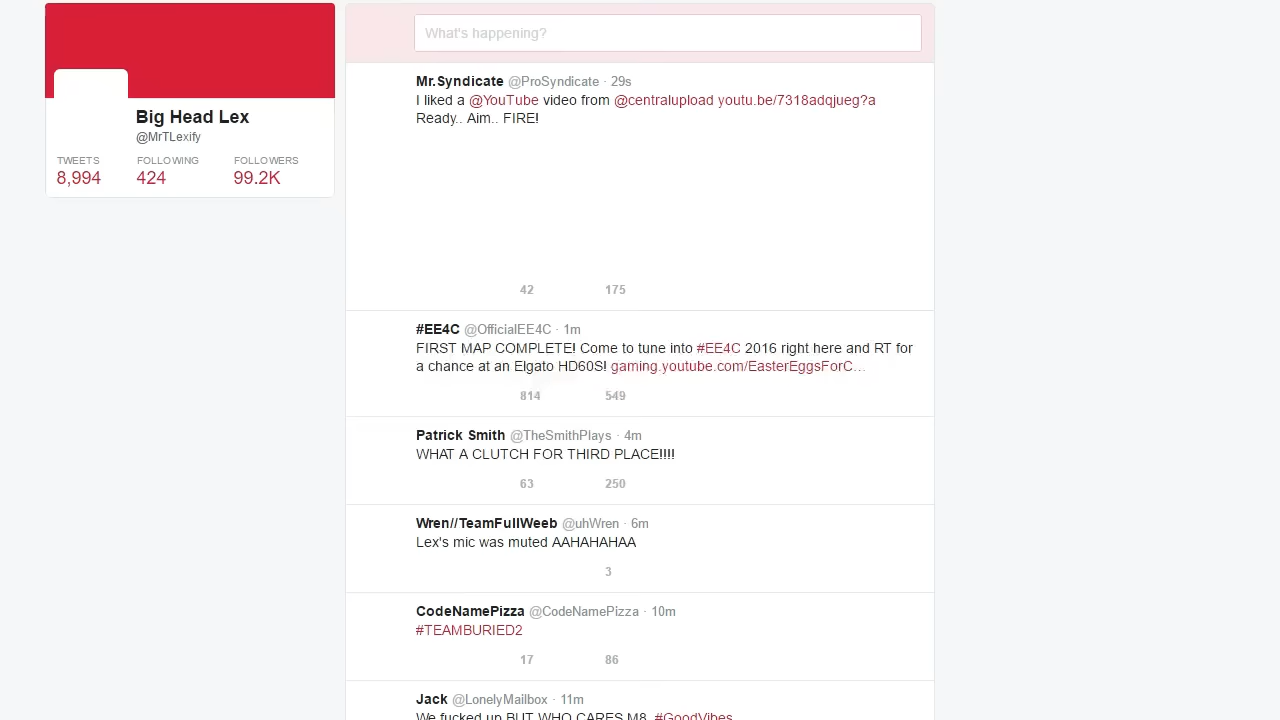 Big Head Lex
@MrTLexify
TWEETS FOLLOWING FOLLOWERS
8,994 424 99.2K
What's happening?
Mr.Syndicate @ProSyndicate · 29s
I liked a @YouTube video from @centralupload youtu.be/7318adqjueg?a
Ready.. Aim.. FIRE!
42 175
#EE4C @OfficialEE4C · 1m
FIRST MAP COMPLETE! Come to tune into #EE4C 2016 right here and RT for
a chance at an Elgato HD60S! gaming.youtube.com/EasterEggsForC…
814 549
Patrick Smith @TheSmithPlays · 4m
WHAT A CLUTCH FOR THIRD PLACE!!!!
63 250
Wren//TeamFullWeeb @uhWren · 6m
Lex's mic was muted AAHAHAHAA
3
CodeNamePizza @CodeNamePizza · 10m
#TEAMBURIED2
17 86
Jack @LonelyMailbox · 11m
We fucked up BUT WHO CARES M8. #GoodVibes